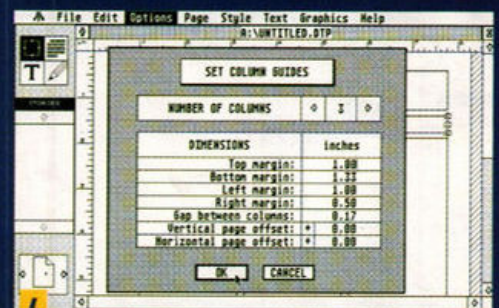 File Edit Options Page Style Text Graphics Help
A:\UNTITLED.DTP
T
SET COLUMN GUIDES
NUMBER OF COLUMNS 3
DIMENSIONS inches
Top margin: 1.00
Bottom margin: 1.33
Left margin: 1.00
Right margin: 0.50
Gap between columns: 0.17
Vertical page offset: + 0.00
Horizontal page offset: + 0.00
OK CANCEL